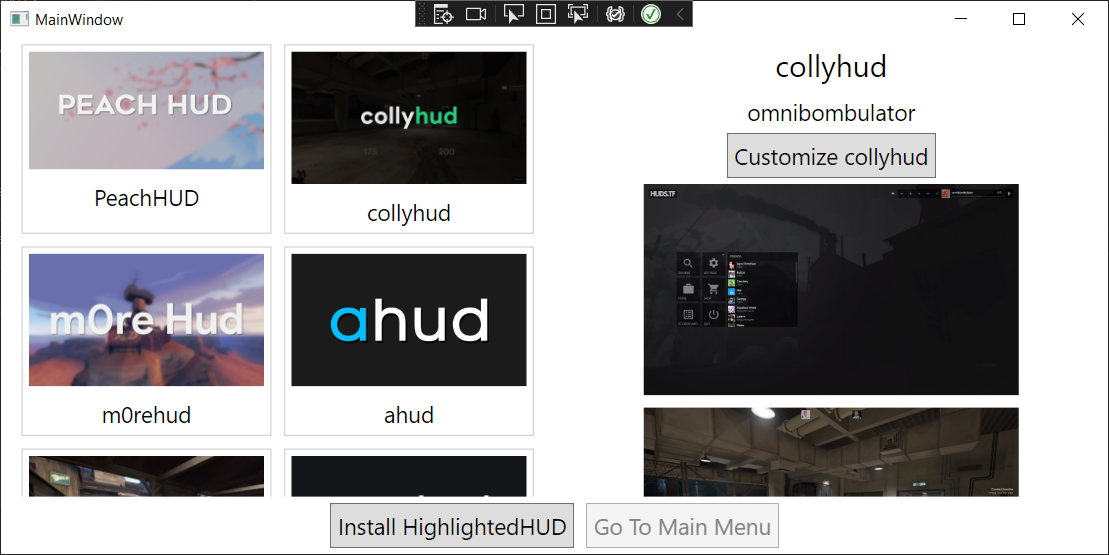 MainWindow
PEACH HUD
PeachHUD
collyhud
175 200
collyhud
m0re Hud
m0rehud
ahud
ahud
collyhud
omnibombulator
Customize collyhud
HUDS.TF
Install HighlightedHUD
Go To Main Menu